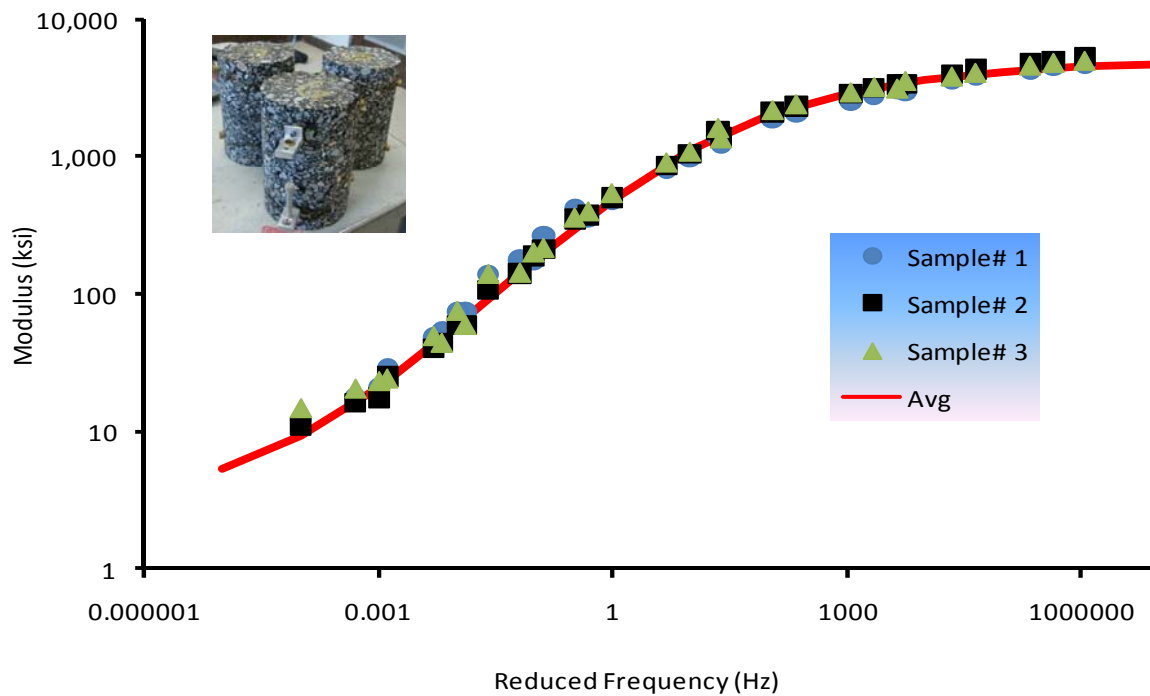 10,000
1,000
100
10
1
Modulus (ksi)
0.000001
0.001
1
1000
1000000
Reduced Frequency (Hz)
Sample# 1
Sample# 2
Sample# 3
Avg